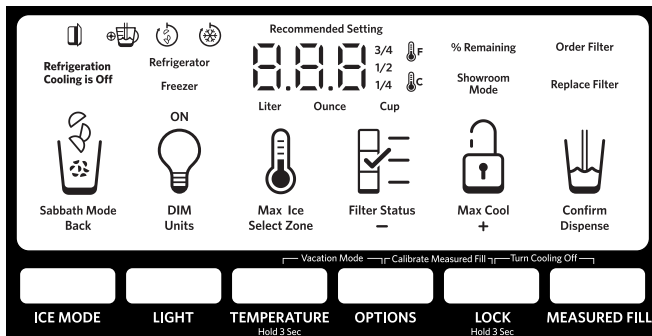 Recommended Setting
Refrigeration
Cooling is Off
Refrigerator
Freezer
8.8.8
3/4
1/2
1/4
F
C
Liter
Ounce
Cup
% Remaining
Showroom
Mode
Order Filter
Replace Filter
ON
Sabbath Mode
Back
DIM
Units
Max Ice
Select Zone
Filter Status
–
Max Cool
+
Confirm
Dispense
Vacation Mode
Calibrate Measured Fill
Turn Cooling Off
ICE MODE
LIGHT
TEMPERATURE
Hold 3 Sec
OPTIONS
LOCK
Hold 3 Sec
MEASURED FILL